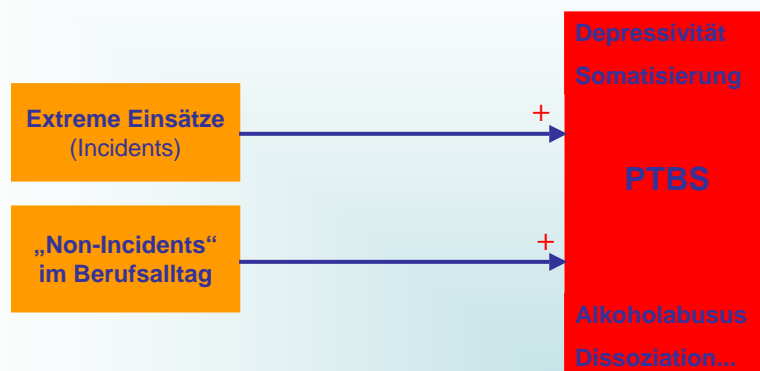 Depressivität
Somatisierung
Extreme Einsätze
(Incidents)
+
PTBS
„Non-Incidents“
im Berufsalltag
+
Alkoholabusus
Dissoziation...